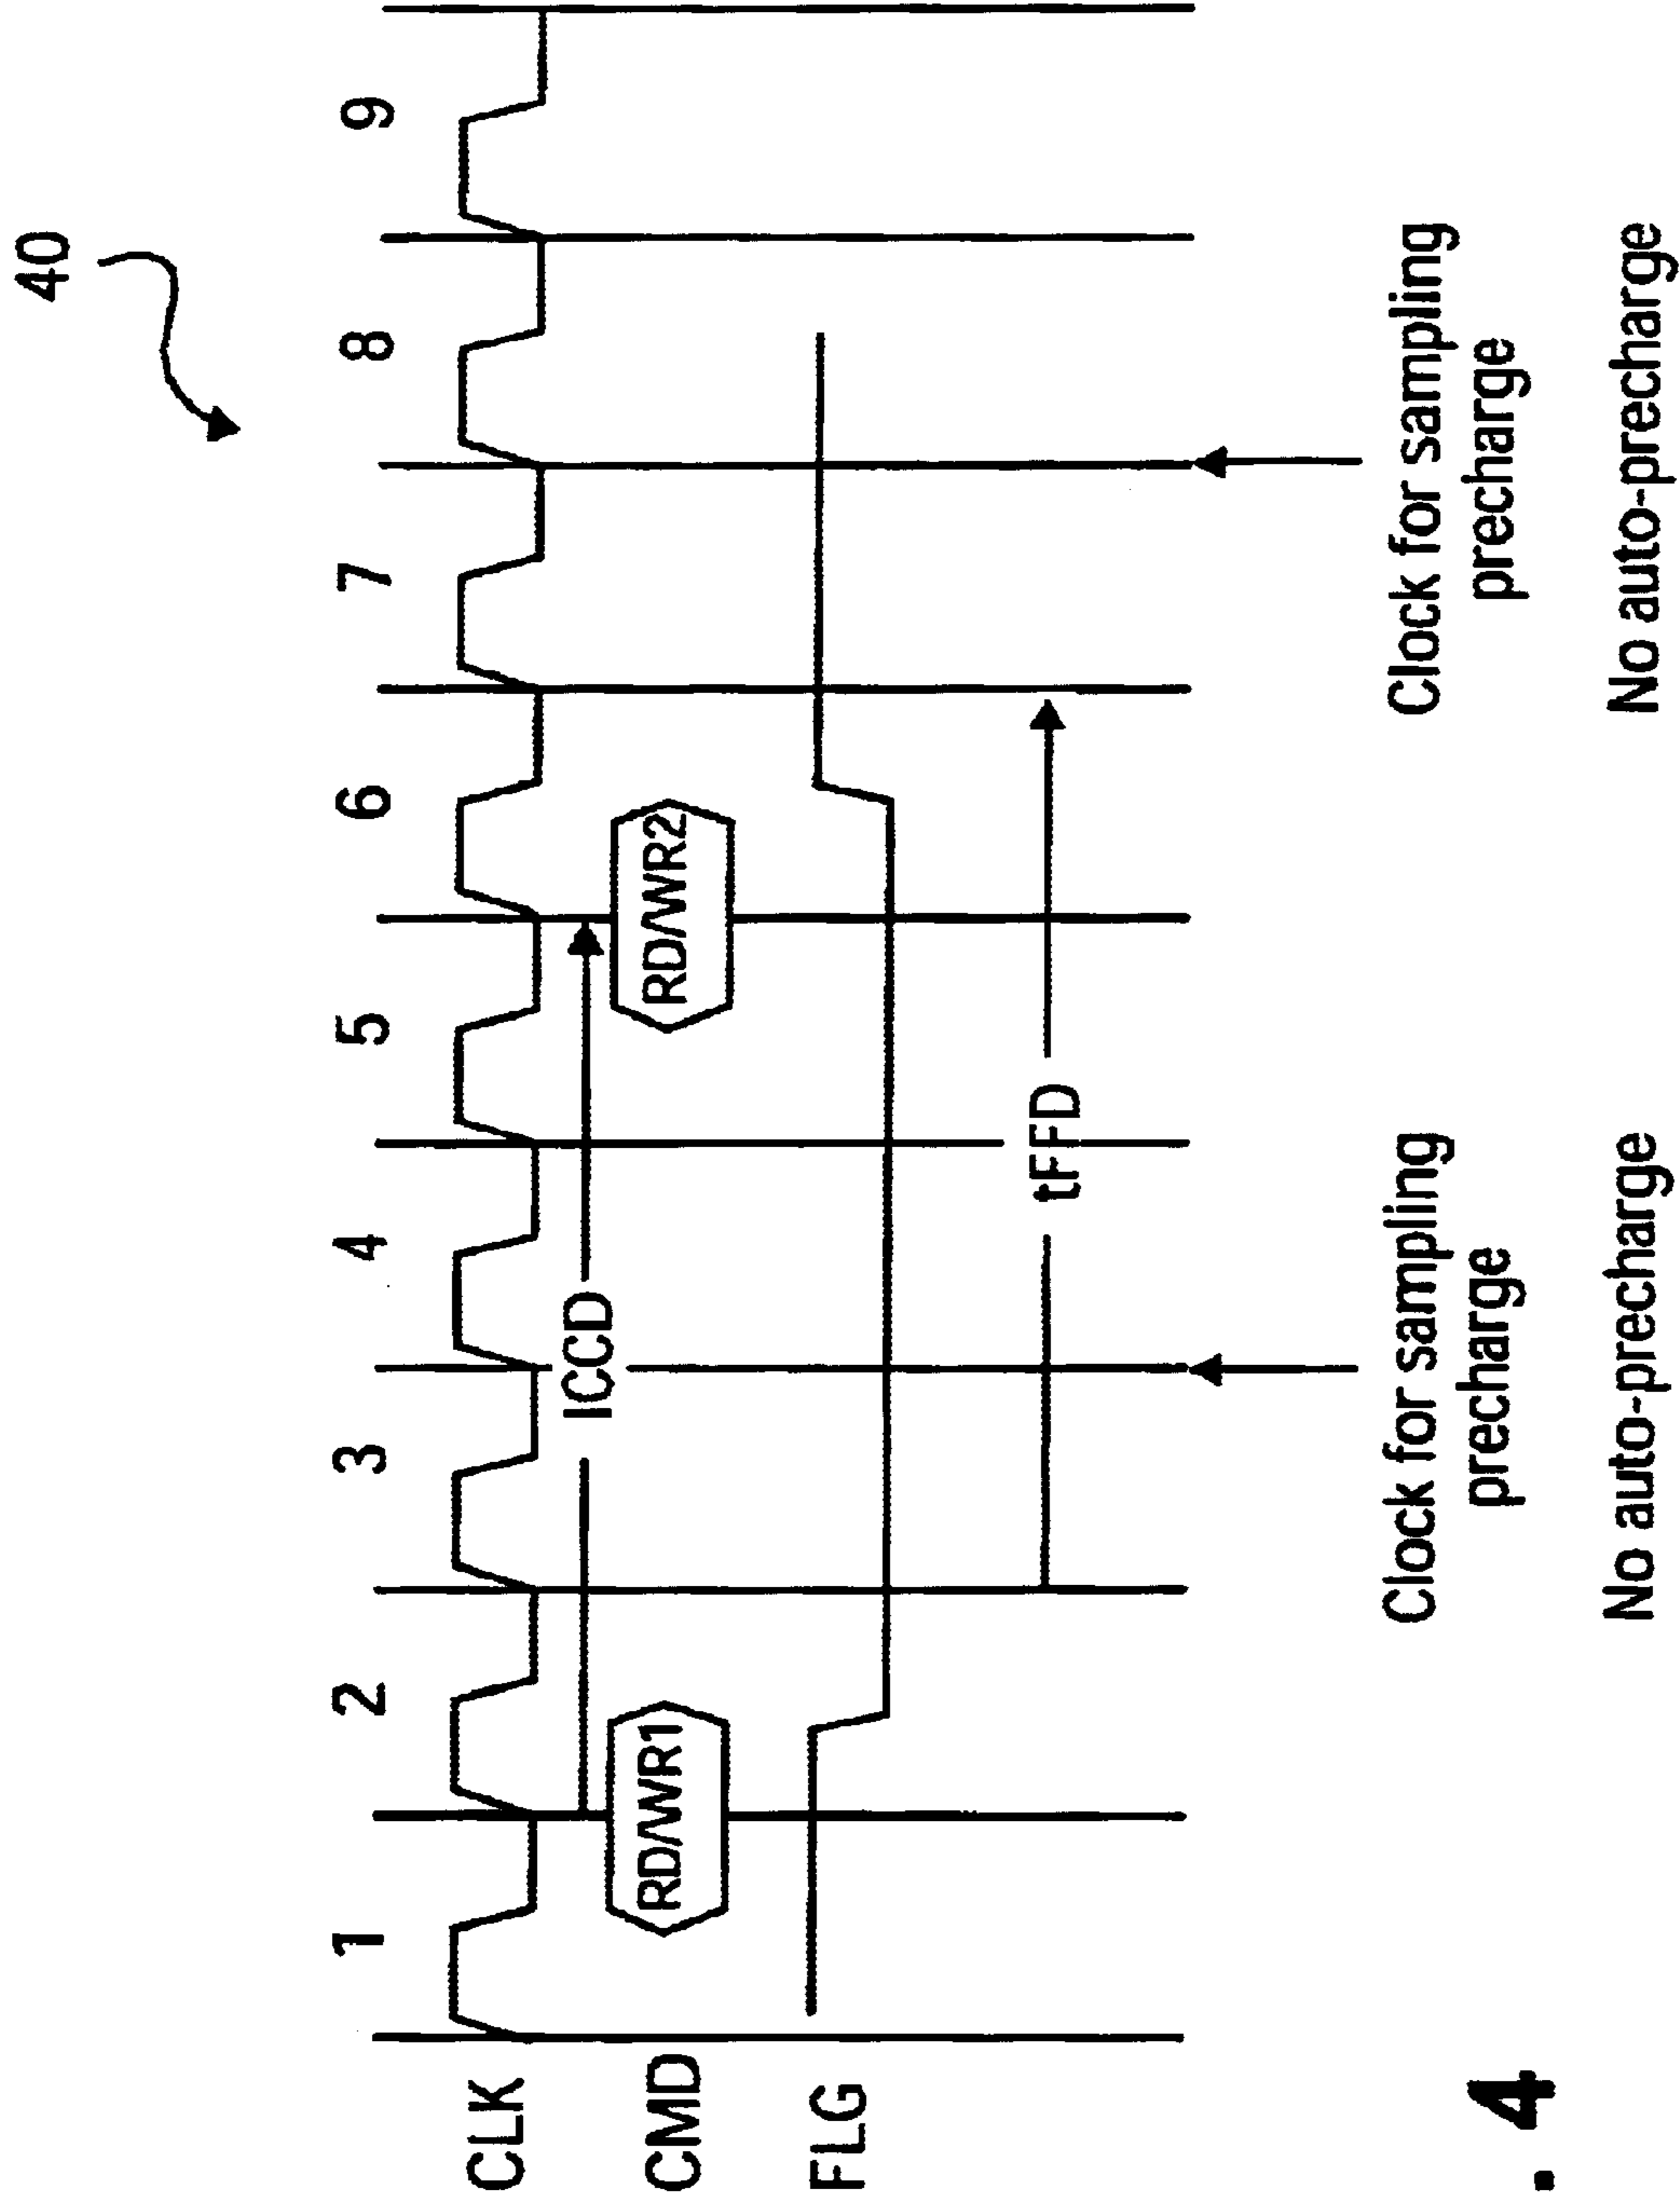 40
1 2 3 4 5 6 7 8 9
CLK
ICCD
CMD RD/WR1 RD/WR2
FLG
tFFD
Clock for sampling
precharge
Clock for sampling
precharge
No auto-precharge
No auto-precharge
. 4